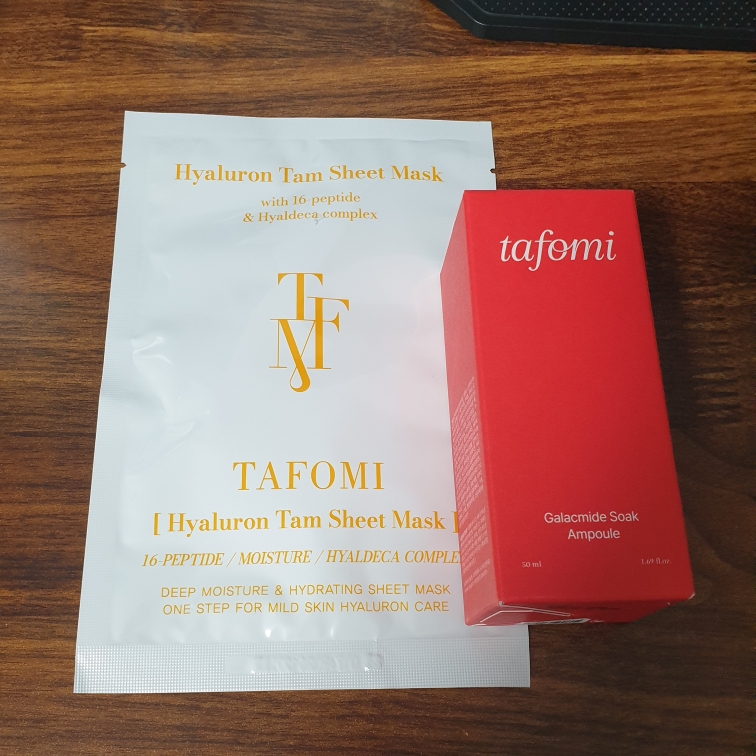 Hyaluron Tam Sheet Mask
with 16-peptide
& Hyaldeca complex
TFM
TAFOMI
[ Hyaluron Tam Sheet Mask ]
16-PEPTIDE / MOISTURE / HYALDECA COMPLE
DEEP MOISTURE & HYDRATING SHEET MASK
ONE STEP FOR MILD SKIN HYALURON CARE
tafomi
Galacmide Soak
Ampoule
50 ml
1.69 fl.oz